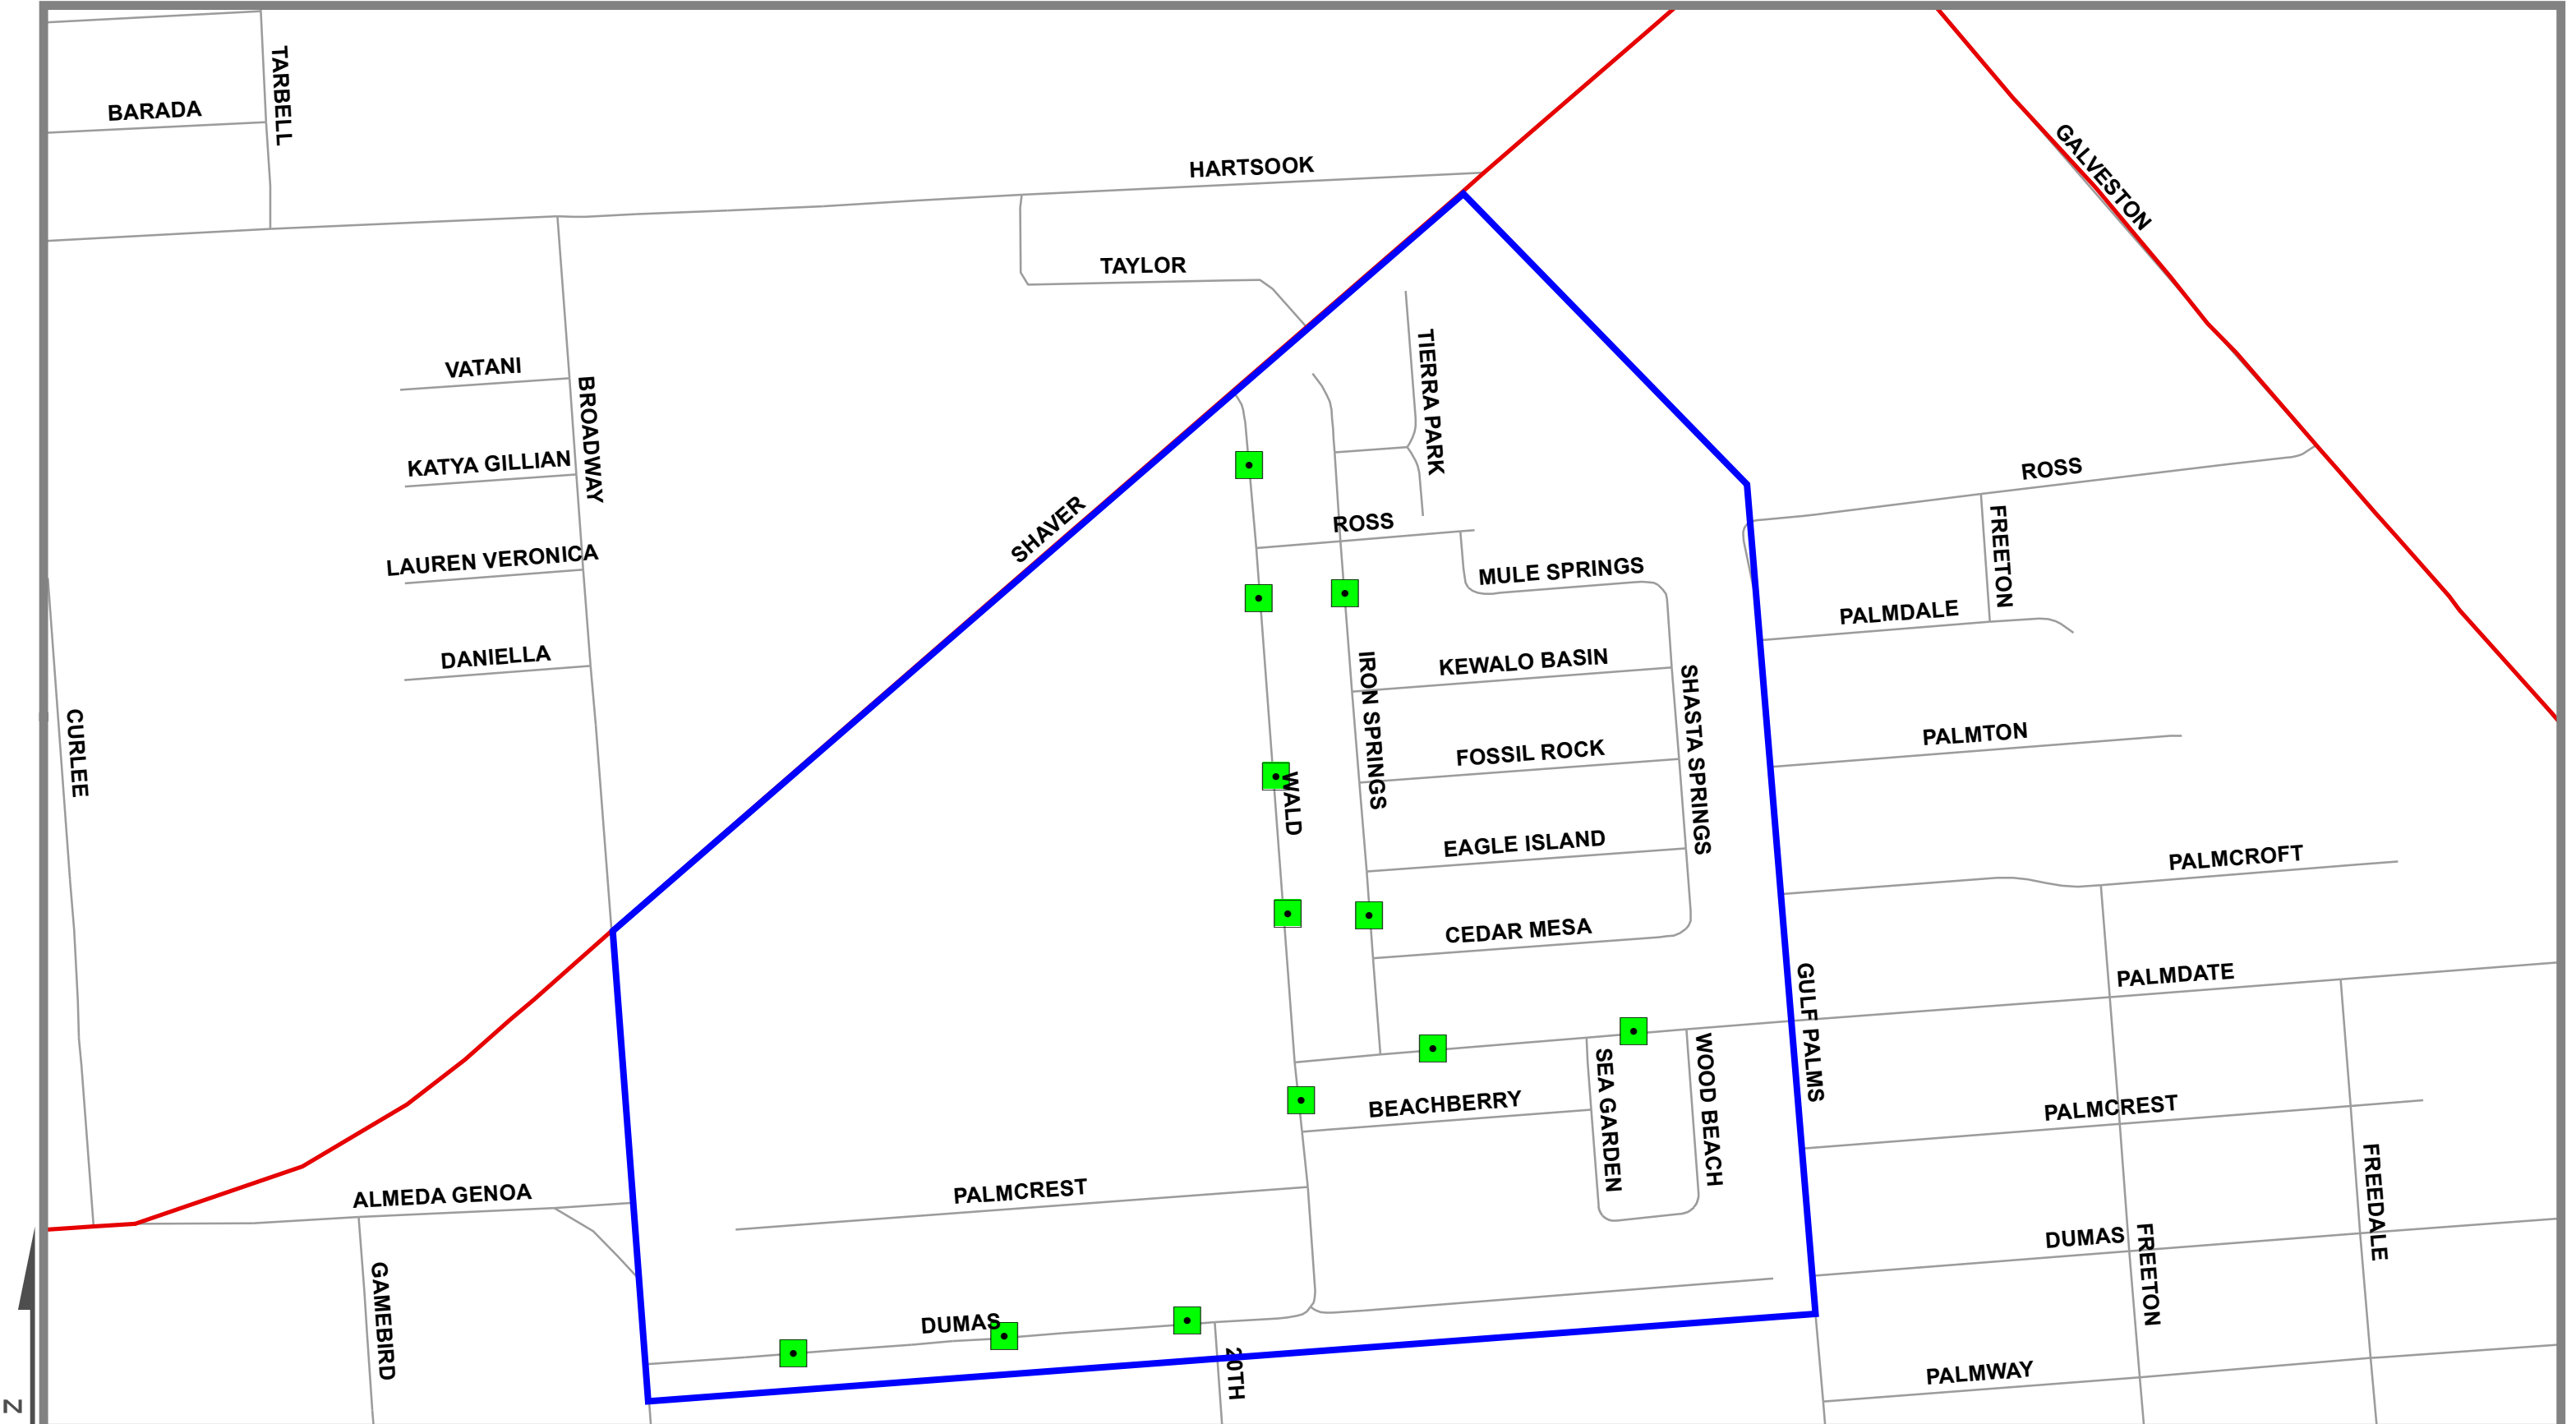 TARBELL
BARADA
GALVESTON
HARTSOOK
TAYLOR
TIERRA PARK
VATANI
BROADWAY
KATYA GILLIAN
ROSS
SHAVER
ROSS
FREETON
LAUREN VERONICA
MULE SPRINGS
PALMDALE
DANIELLA
KEWALO BASIN
IRON SPRINGS
SHASTA SPRINGS
CURLEE
PALMTON
FOSSIL ROCK
WALD
EAGLE ISLAND
PALMCROFT
CEDAR MESA
GULF PALMS
PALMDATE
SEA GARDEN
WOOD BEACH
BEACHBERRY
PALMCREST
ALMEDA GENOA
PALMCREST
FREEDALE
DUMAS
FREETON
GAMEBIRD
DUMAS
20TH
PALMWAY
N